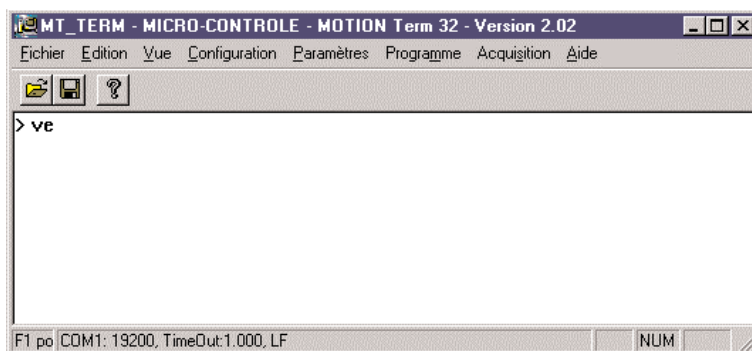 MT_TERM - MICRO-CONTROLE - MOTION Term 32 - Version 2.02
Fichier Edition Vue Configuration Paramètres Programme Acquisition Aide
> ve
F1 po COM1: 19200, TimeOut:1.000, LF NUM